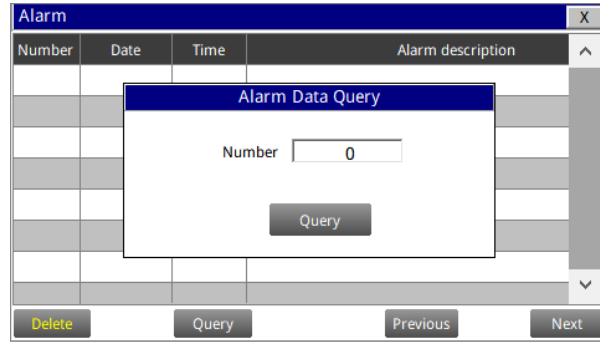 Alarm X
Number Date Time Alarm description
Alarm Data Query
Number 0
Query
Delete Query Previous Next